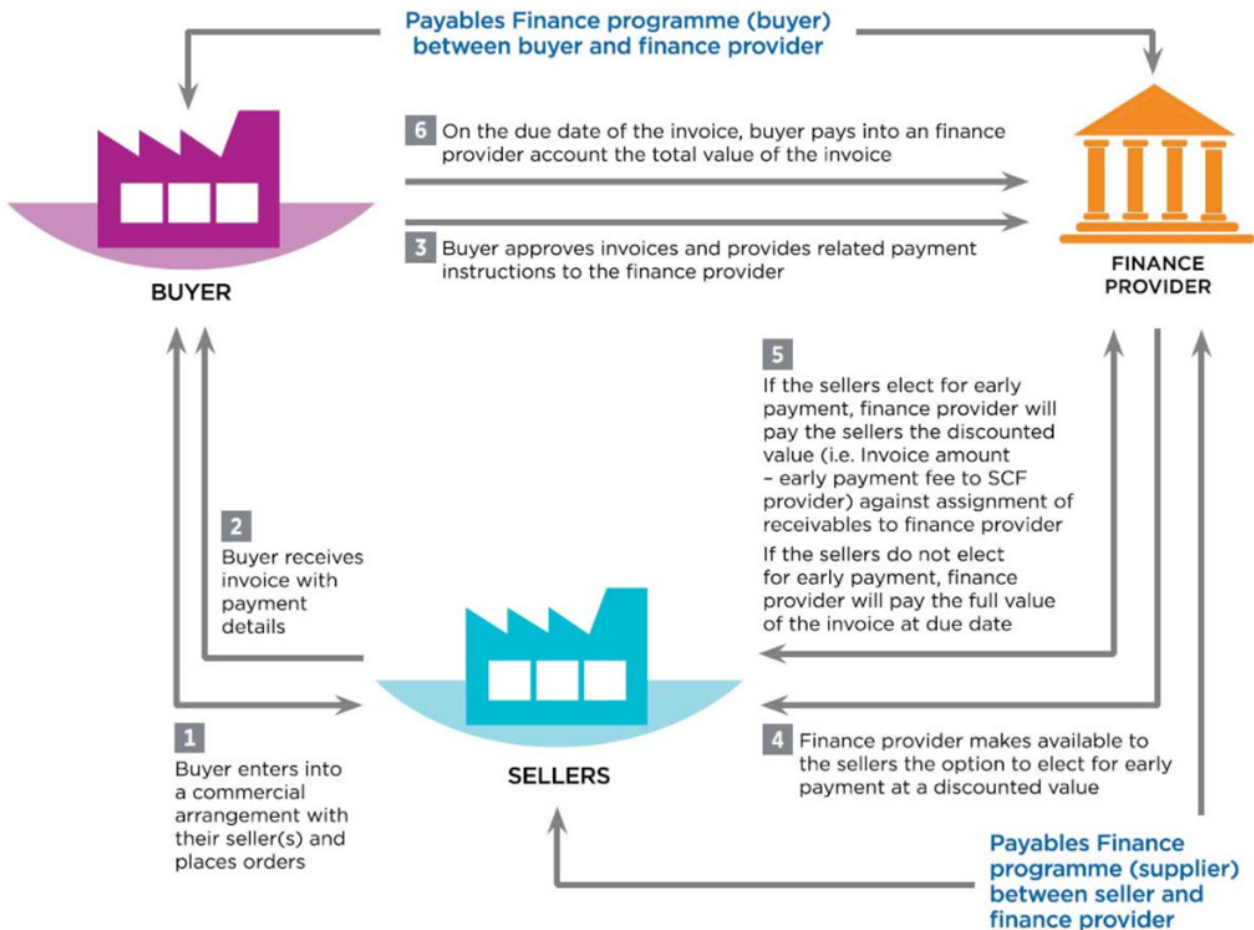 Payables Finance programme (buyer)
between buyer and finance provider
6 On the due date of the invoice, buyer pays into an finance
provider account the total value of the invoice
3 Buyer approves invoices and provides related payment
instructions to the finance provider
BUYER
FINANCE
PROVIDER
5
If the sellers elect for early
payment, finance provider will
pay the sellers the discounted
value (i.e. Invoice amount
– early payment fee to SCF
provider) against assignment of
receivables to finance provider
If the sellers do not elect
for early payment, finance
provider will pay the full value
of the invoice at due date
2
Buyer receives
invoice with
payment
details
1
Buyer enters into
a commercial
arrangement with
their seller(s) and
places orders
SELLERS
4 Finance provider makes available to
the sellers the option to elect for early
payment at a discounted value
Payables Finance
programme (supplier)
between seller and
finance provider